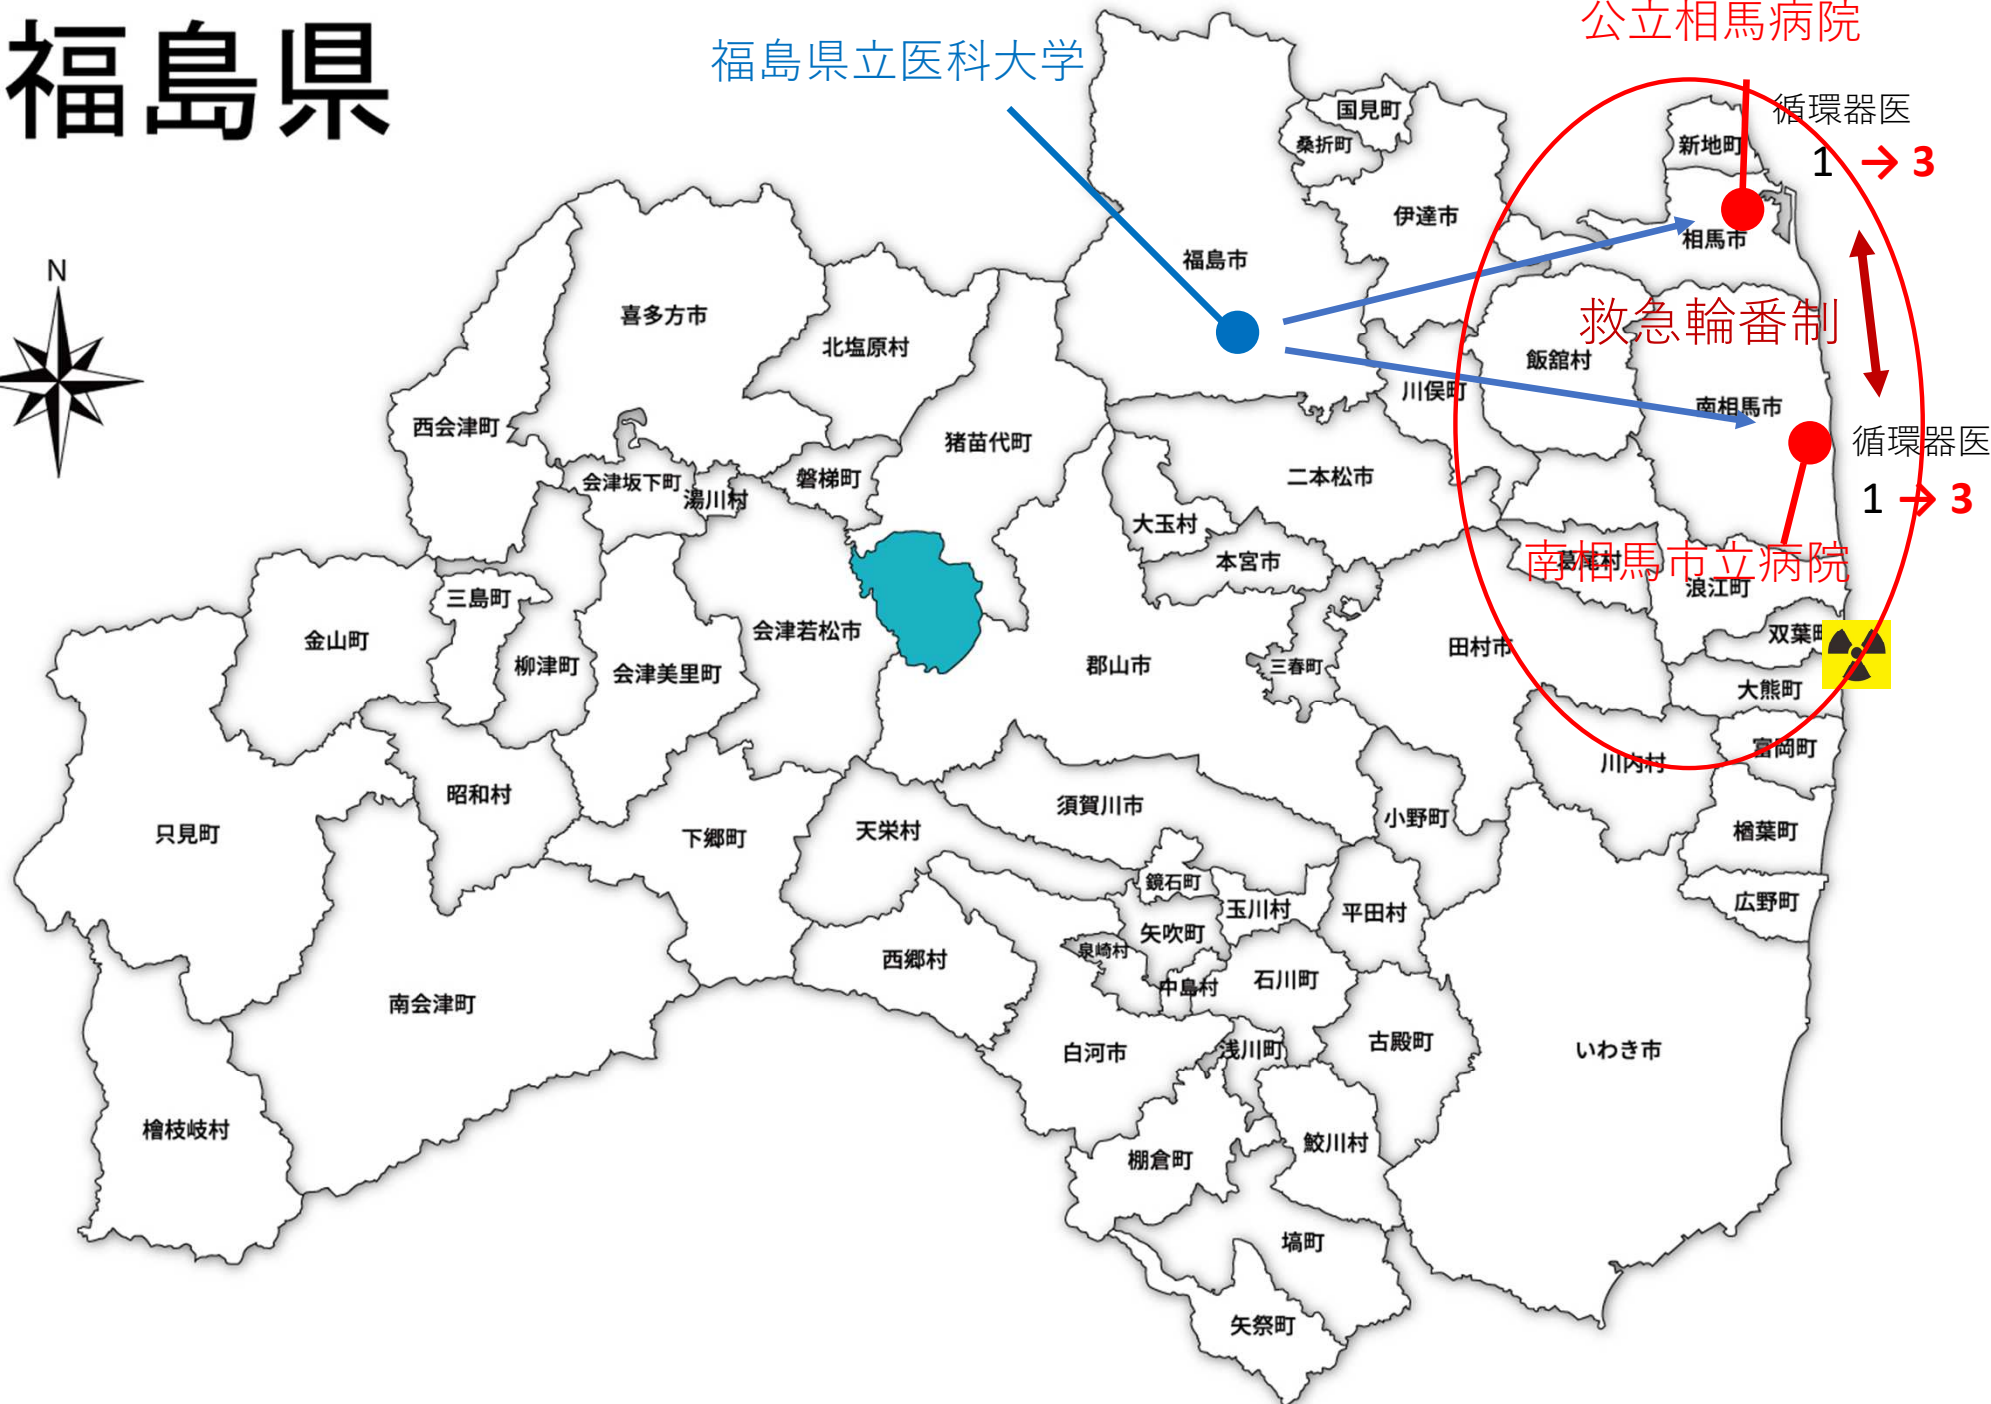 福島県
福島県立医科大学
公立相馬病院
循環器医
1 → 3
国見町
桑折町
新地町
伊達市
相馬市
福島市
N
喜多方市
北塩原村
救急輪番制
飯舘村
川俣町
南相馬市
西会津町
猪苗代町
循環器医
1 → 3
会津坂下町
湯川村
磐梯町
二本松市
大玉村
本宮市
南相馬市立病院
葛尾村
浪江町
三島町
金山町
会津若松市
双葉町
柳津町
会津美里町
郡山市
三春町
田村市
大熊町
富岡町
川内村
昭和村
只見町
下郷町
天栄村
須賀川市
小野町
楢葉町
鏡石町
玉川村
平田村
広野町
矢吹町
泉崎村
西郷村
中島村
石川町
南会津町
白河市
浅川町
古殿町
いわき市
檜枝岐村
棚倉町
鮫川村
塙町
矢祭町